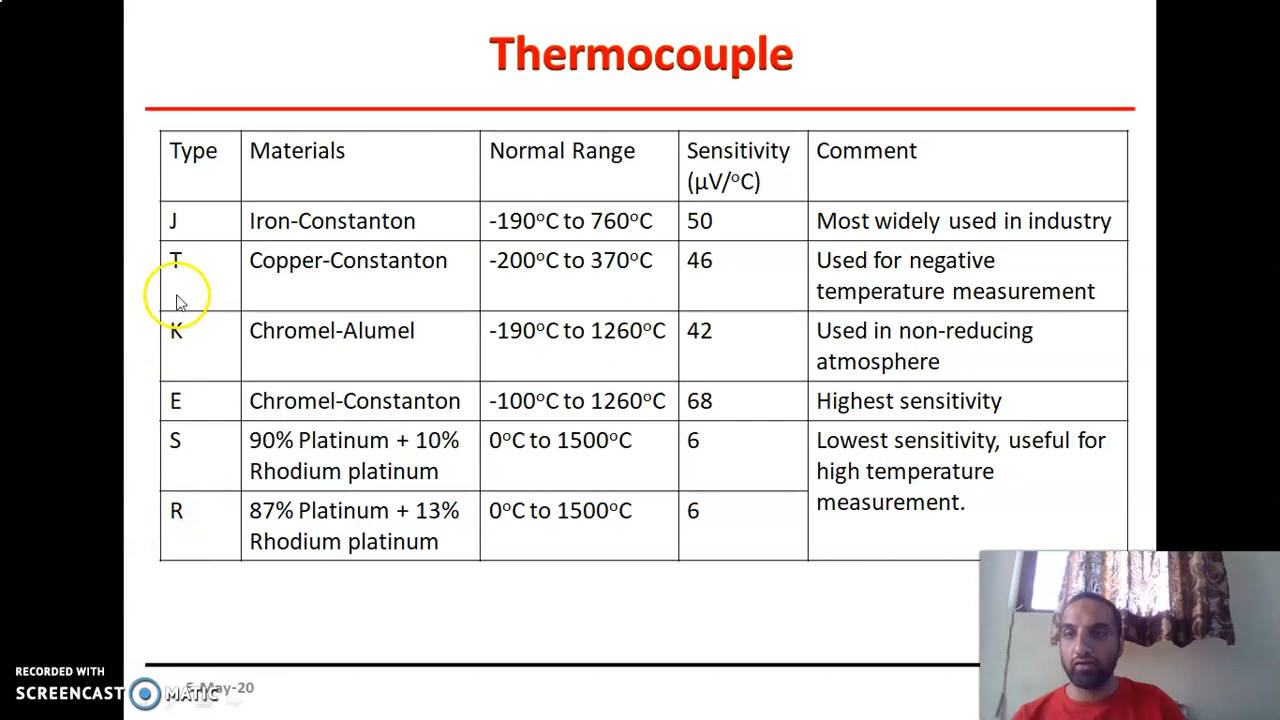 Thermocouple
Type Materials Normal Range Sensitivity (μV/°C) Comment
J Iron-Constanton -190°C to 760°C 50 Most widely used in industry
T Copper-Constanton -200°C to 370°C 46 Used for negative temperature measurement
K Chromel-Alumel -190°C to 1260°C 42 Used in non-reducing atmosphere
E Chromel-Constanton -100°C to 1260°C 68 Highest sensitivity
S 90% Platinum + 10% Rhodium platinum 0°C to 1500°C 6 Lowest sensitivity, useful for high temperature measurement.
R 87% Platinum + 13% Rhodium platinum 0°C to 1500°C 6
RECORDED WITH
SCREENCAST MATIC
5-May-20